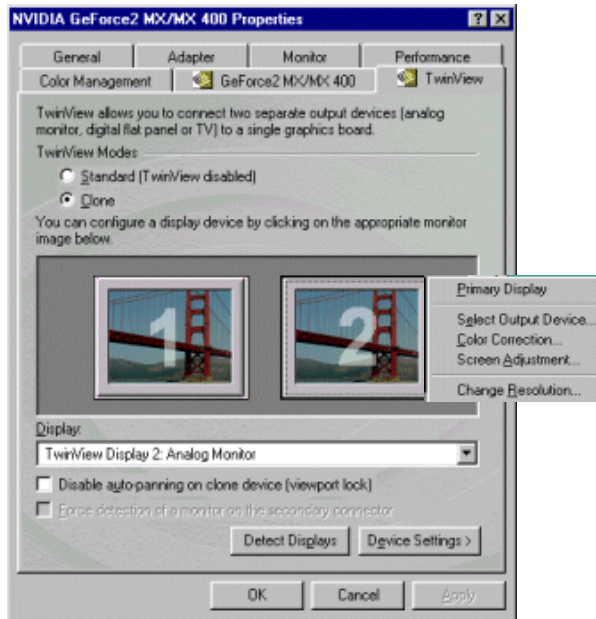 NVIDIA GeForce2 MX/MX 400 Properties
General Adapter Monitor Performance
Color Management GeForce2 MX/MX 400 TwinView
TwinView allows you to connect two separate output devices (analog
monitor, digital flat panel or TV) to a single graphics board.
TwinView Modes
Standard (TwinView disabled)
Clone
You can configure a display device by clicking on the appropriate monitor
image below.
1 2
Primary Display
Select Output Device...
Color Correction...
Screen Adjustment...
Change Resolution...
Display:
TwinView Display 2: Analog Monitor
Disable auto-panning on clone device (viewport lock)
Force detection of a monitor on the secondary connector
Detect Displays Device Settings >
OK Cancel Apply